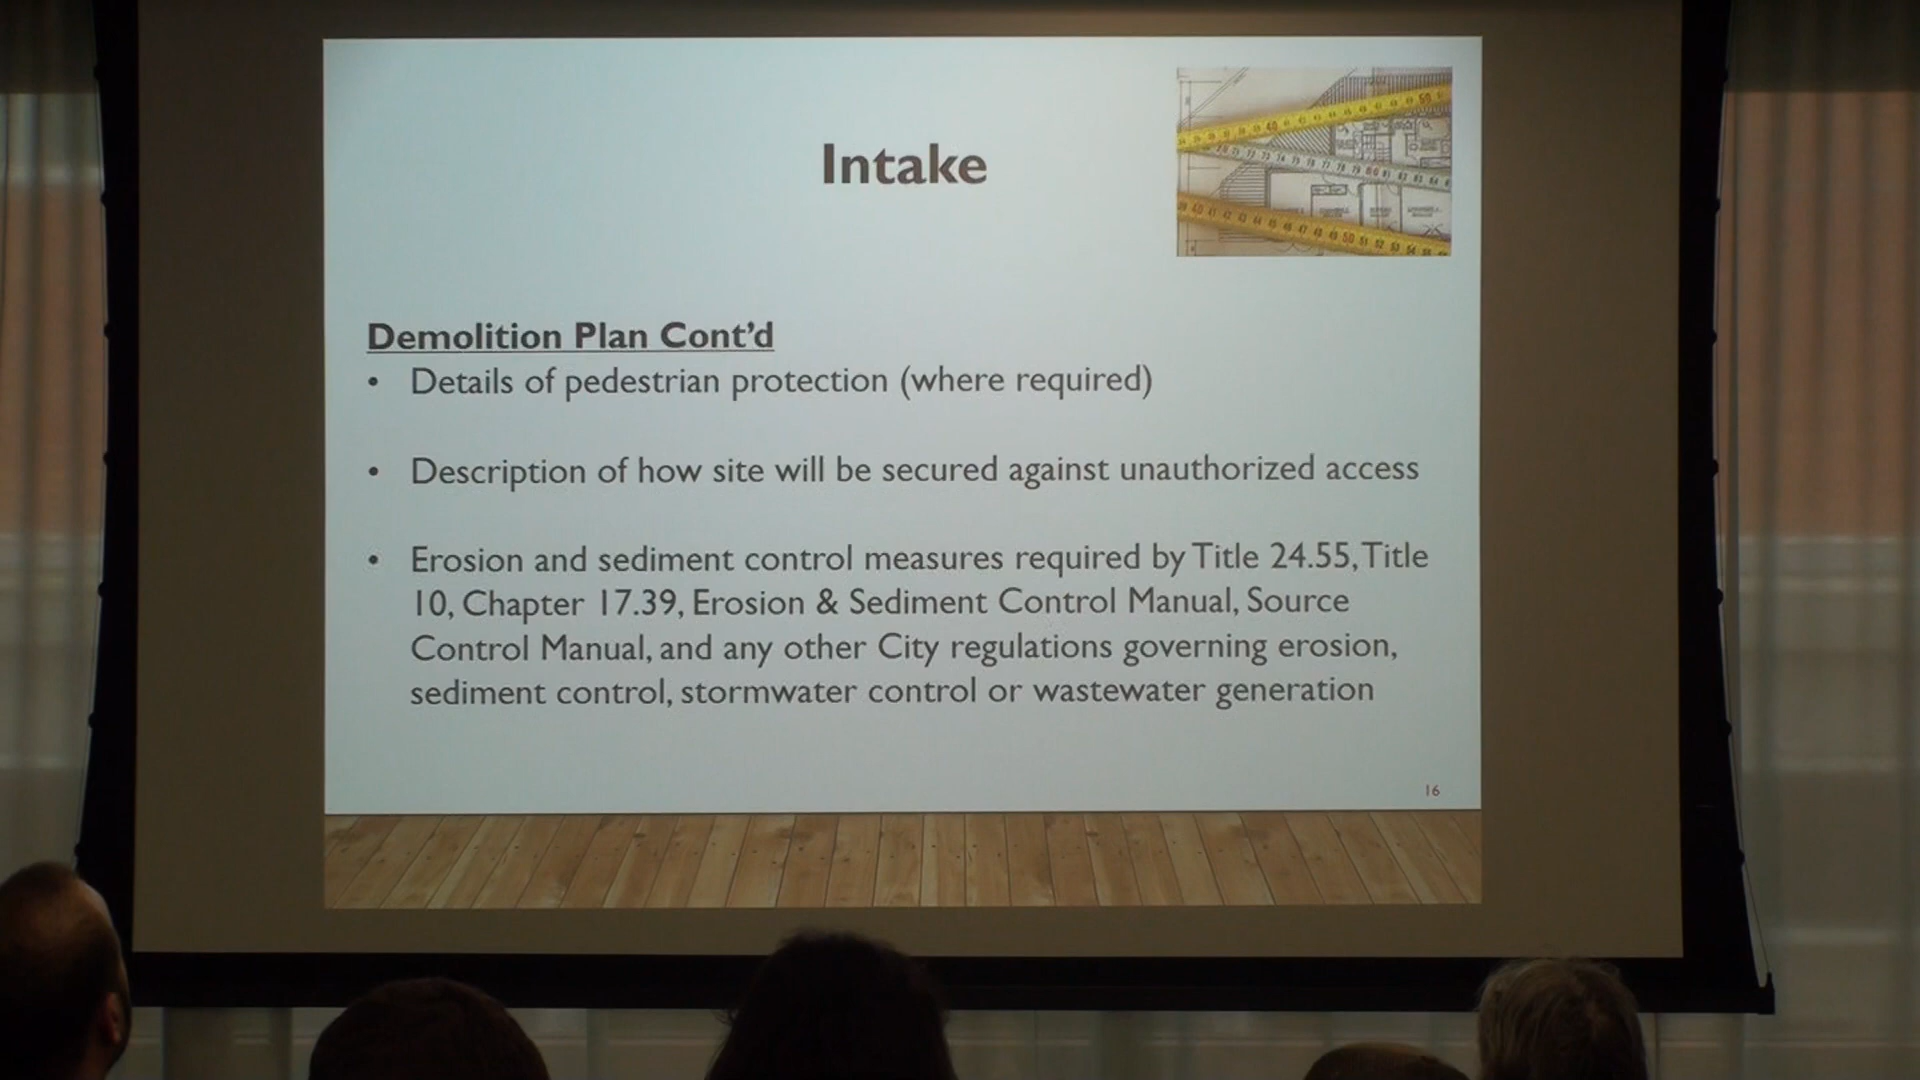 Intake
Demolition Plan Cont'd
• Details of pedestrian protection (where required)
• Description of how site will be secured against unauthorized access
• Erosion and sediment control measures required by Title 24.55, Title
10, Chapter 17.39, Erosion & Sediment Control Manual, Source
Control Manual, and any other City regulations governing erosion,
sediment control, stormwater control or wastewater generation
16